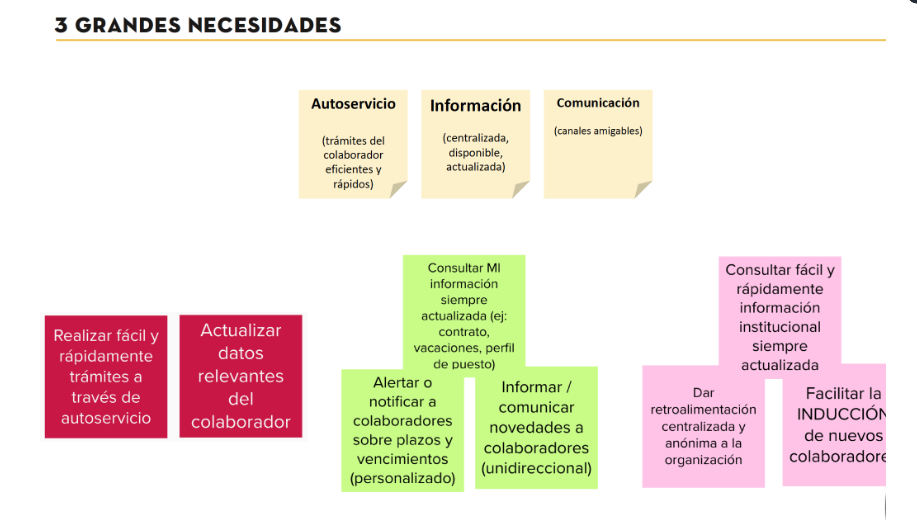 3 GRANDES NECESIDADES
Autoservicio
(trámites del
colaborador
eficientes y
rápidos)
Información
(centralizada,
disponible,
actualizada)
Comunicación
(canales amigables)
Realizar fácil y
rápidamente
trámites a
través de
autoservicio
Actualizar
datos
relevantes
del
colaborador
Consultar MI
información
siempre
actualizada (ej:
contrato,
vacaciones, perfil
de puesto)
Alertar o
notificar a
colaboradores
sobre plazos y
vencimientos
(personalizado)
Informar /
comunicar
novedades a
colaboradores
(unidireccional)
Consultar fácil y
rápidamente
información
institucional
siempre
actualizada
Dar
retroalimentación
centralizada y
anónima a la
organización
Facilitar la
INDUCCIÓN
de nuevos
colaboradore